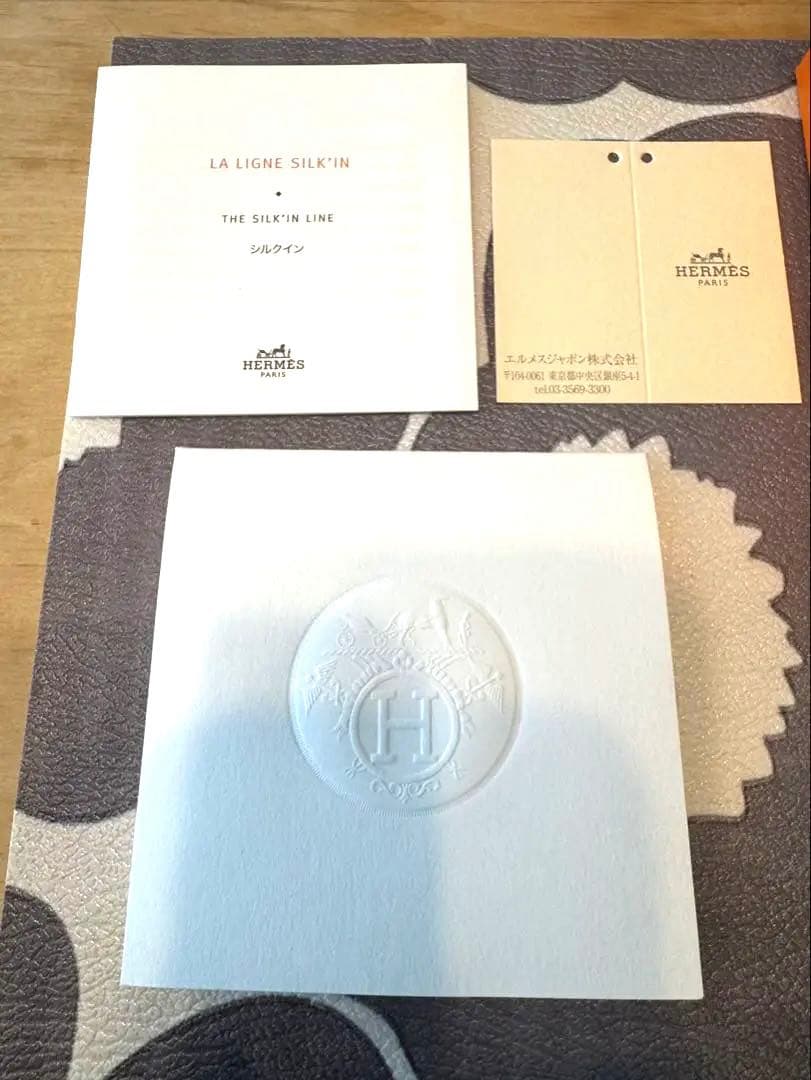 LA LIGNE SILK'IN
•
THE SILK'IN LINE
シルクイン
HERMÈS
PARIS
HERMÈS
PARIS
エルメスジャポン株式会社
〒104-0061 東京都中央区銀座5-4-1
tel.03-3569-3300
H